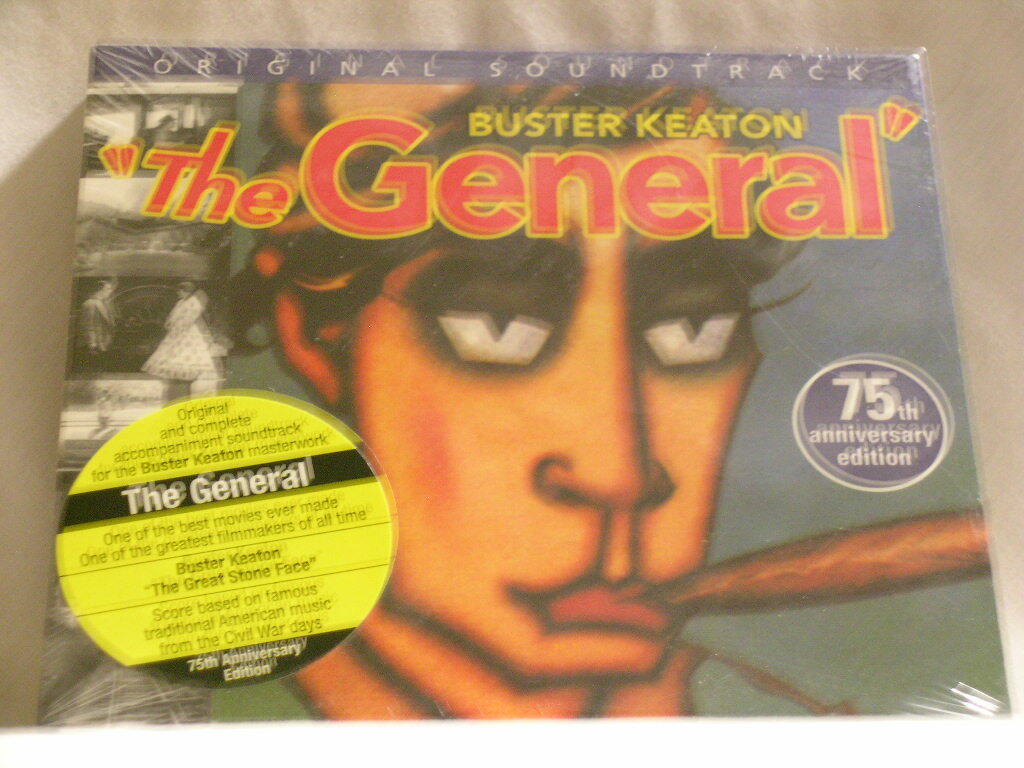 ORIGINAL SOUNDTRACK
BUSTER KEATON
"The General"
75th
anniversary
edition
Original
and complete
accompaniment soundtrack
for the Buster Keaton masterwork
The General
One of the best movies ever made
One of the greatest filmmakers of all time
Buster Keaton
"The Great Stone Face"
Score based on famous
traditional American music
from the Civil War days
75th Anniversary
Edition